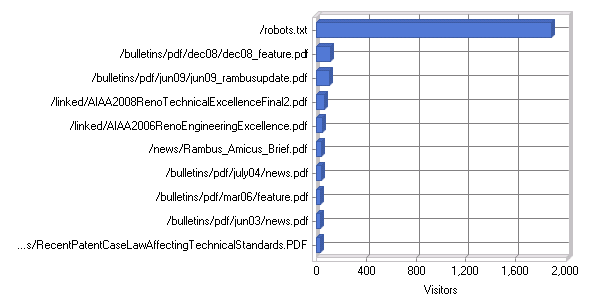 /robots.txt
/bulletins/pdf/dec08/dec08_feature.pdf
/bulletins/pdf/jun09/jun09_rambusupdate.pdf
/linked/AIAA2008RenoTechnicalExcellenceFinal2.pdf
/linked/AIAA2006RenoEngineeringExcellence.pdf
/news/Rambus_Amicus_Brief.pdf
/bulletins/pdf/july04/news.pdf
/bulletins/pdf/mar06/feature.pdf
/bulletins/pdf/jun03/news.pdf
...s/RecentPatentCaseLawAffectingTechnicalStandards.PDF
0 400 800 1,200 1,600 2,000
Visitors